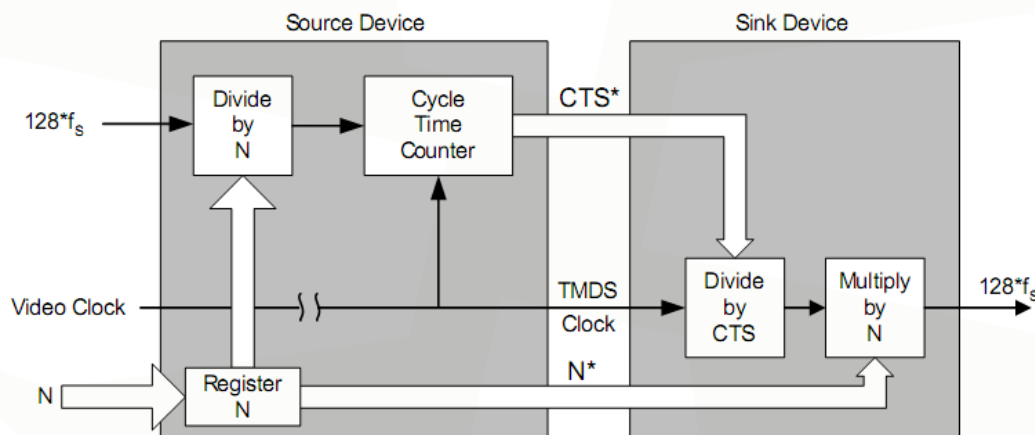 Source Device
Sink Device
128*fs
Divide
by
N
Cycle
Time
Counter
CTS*
Video Clock
TMDS
Clock
Divide
by
CTS
Multiply
by
N
128*fs
N
Register
N
N*